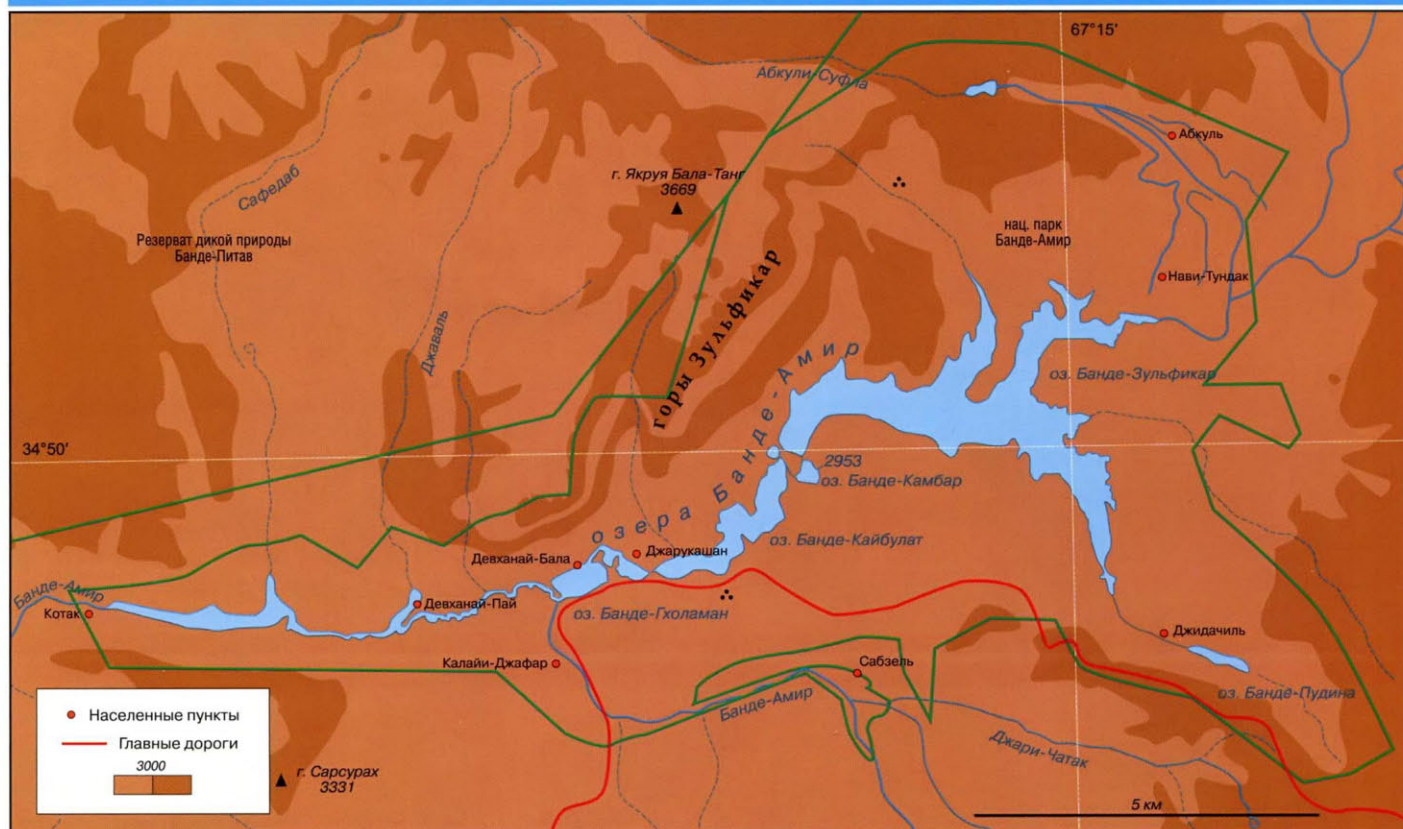 67°15'
Абкули-Суфла
Абкуль
Сафедаб
г. Якруя Бала-Танг
3669
Резерват дикой природы
Банде-Питав
нац. парк
Банде-Амир
Нави-Тундак
Джаваль
горы Зульфикар
озера Банде-Амир
оз. Банде-Зульфикар
34°50'
2953
оз. Банде-Камбар
оз. Банде-Кайбулат
Джарукашан
Девханай-Бала
Банде-Амир
Котак
Девханай-Пай
оз. Банде-Гхоламан
Джидачиль
Калайи-Джафар
Сабзель
оз. Банде-Пудина
Банде-Амир
Джари-Чатак
Населенные пункты
Главные дороги
3000
г. Сарсурах
3331
5 км